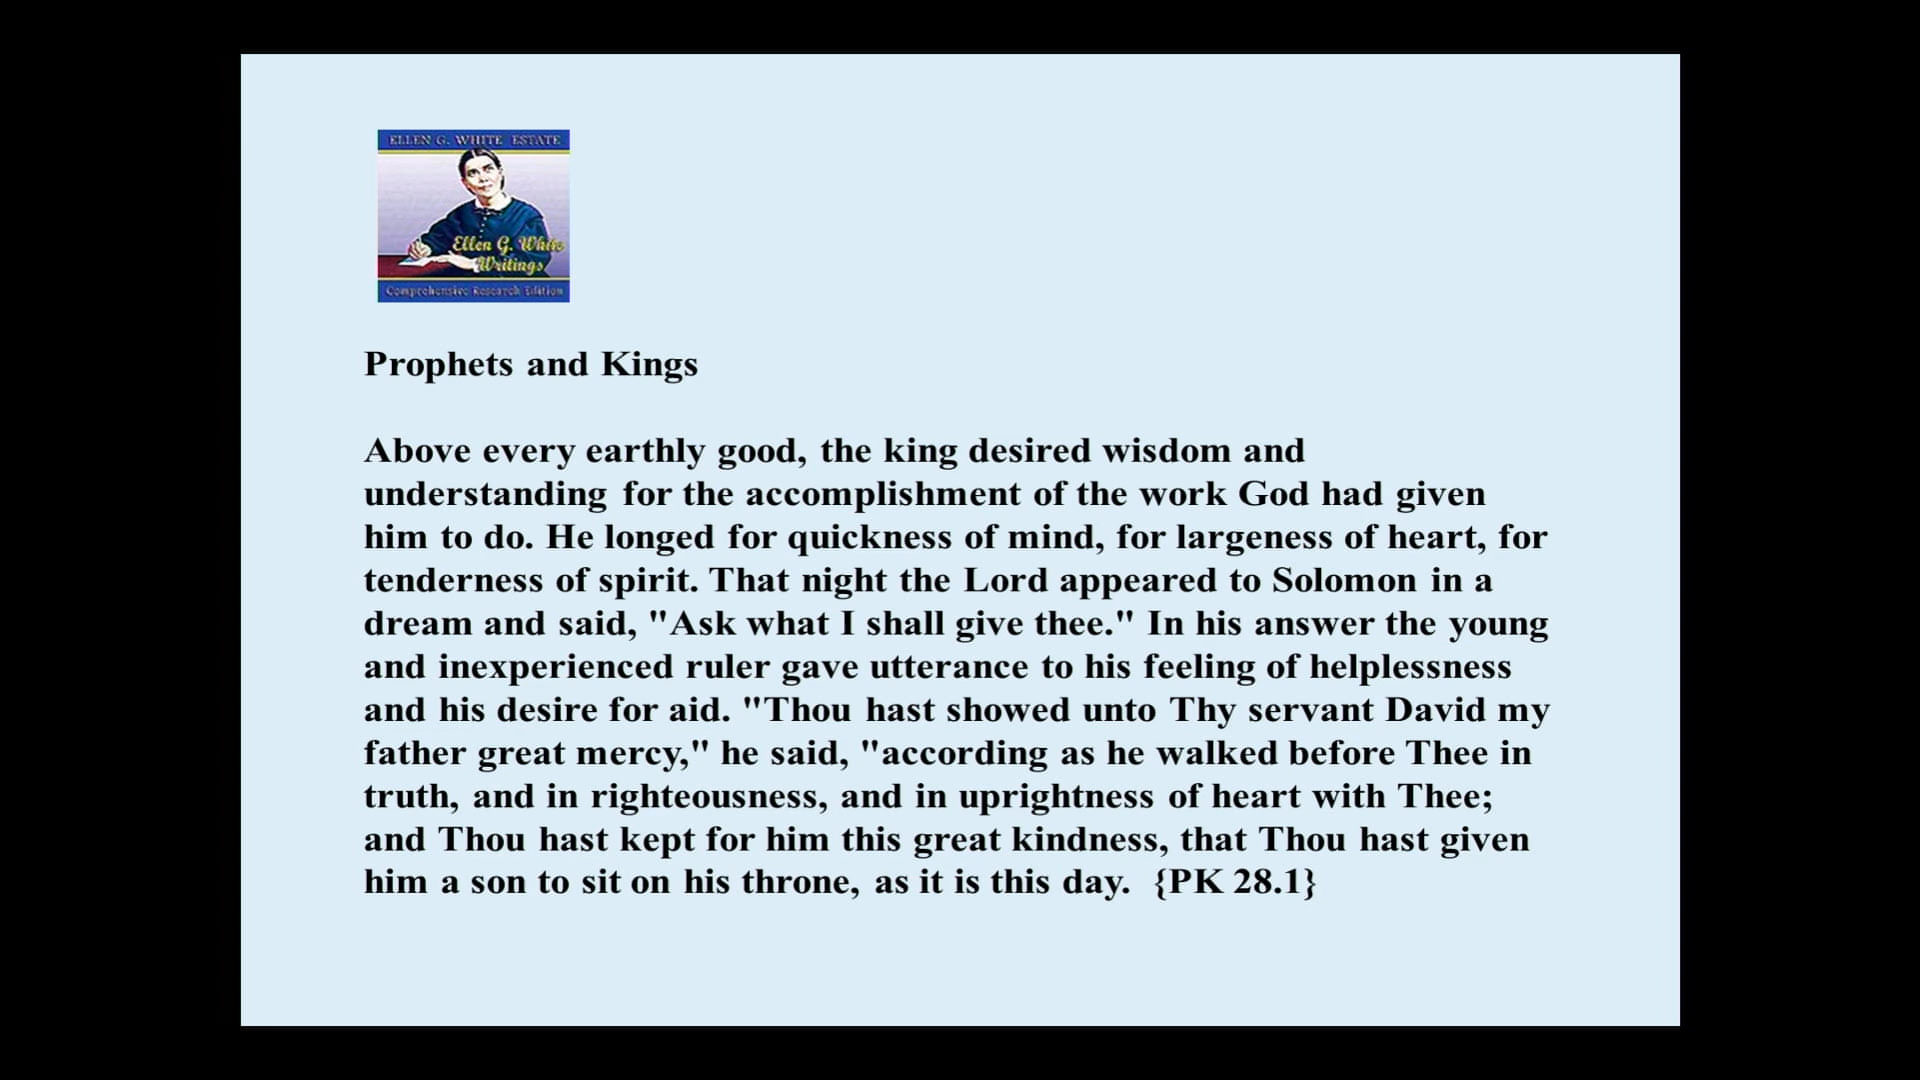 ELLEN G. WHITE ESTATE
Ellen G. White
Writings
Comprehensive Research Edition
Prophets and Kings
Above every earthly good, the king desired wisdom and
understanding for the accomplishment of the work God had given
him to do. He longed for quickness of mind, for largeness of heart, for
tenderness of spirit. That night the Lord appeared to Solomon in a
dream and said, "Ask what I shall give thee." In his answer the young
and inexperienced ruler gave utterance to his feeling of helplessness
and his desire for aid. "Thou hast showed unto Thy servant David my
father great mercy," he said, "according as he walked before Thee in
truth, and in righteousness, and in uprightness of heart with Thee;
and Thou hast kept for him this great kindness, that Thou hast given
him a son to sit on his throne, as it is this day. {PK 28.1}